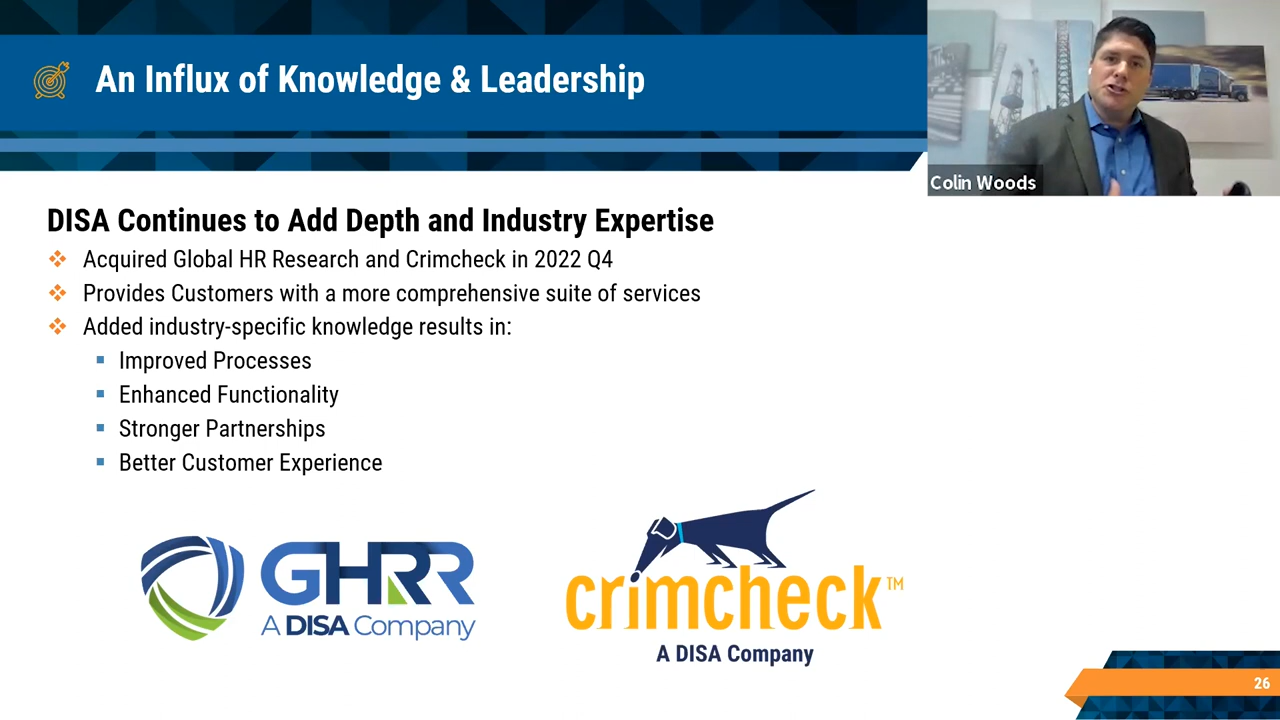 An Influx of Knowledge & Leadership
Colin Woods
DISA Continues to Add Depth and Industry Expertise
Acquired Global HR Research and Crimcheck in 2022 Q4
Provides Customers with a more comprehensive suite of services
Added industry-specific knowledge results in:
Improved Processes
Enhanced Functionality
Stronger Partnerships
Better Customer Experience
GHRR
A DISA Company
crimcheck™
A DISA Company
26